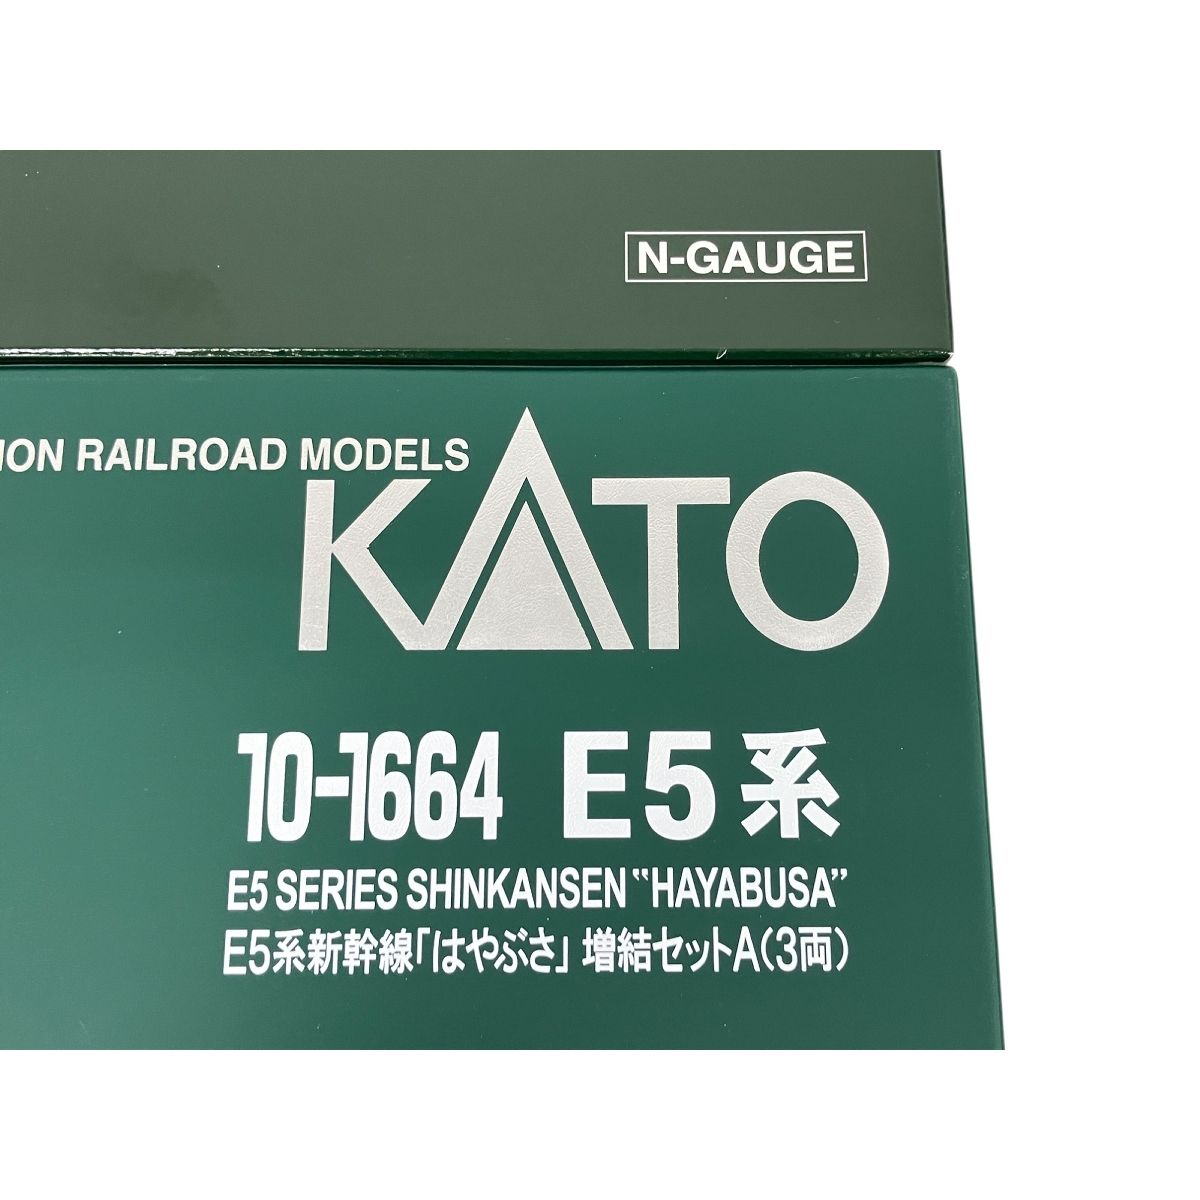 N-GAUGE
RAILROAD MODELS
KATO
10-1664 E5系
E5 SERIES SHINKANSEN "HAYABUSA"
E5系新幹線「はやぶさ」増結セットA(3両)